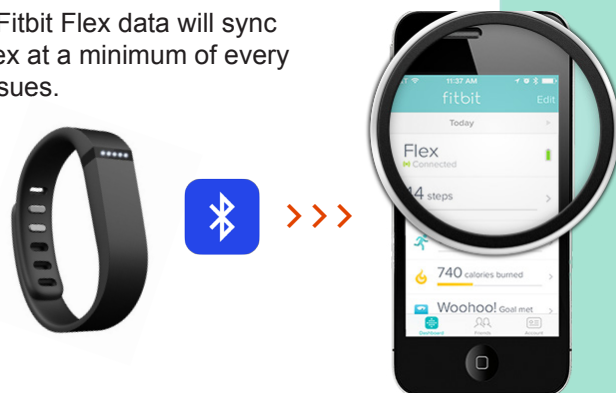 Fitbit Flex data will sync
ex at a minimum of every
sues.
11:37 AM
fitbit
Edit
Today
Flex
Connected
steps
740 calories burned
Woohoo! Goal met
Dashboard
Friends
Account